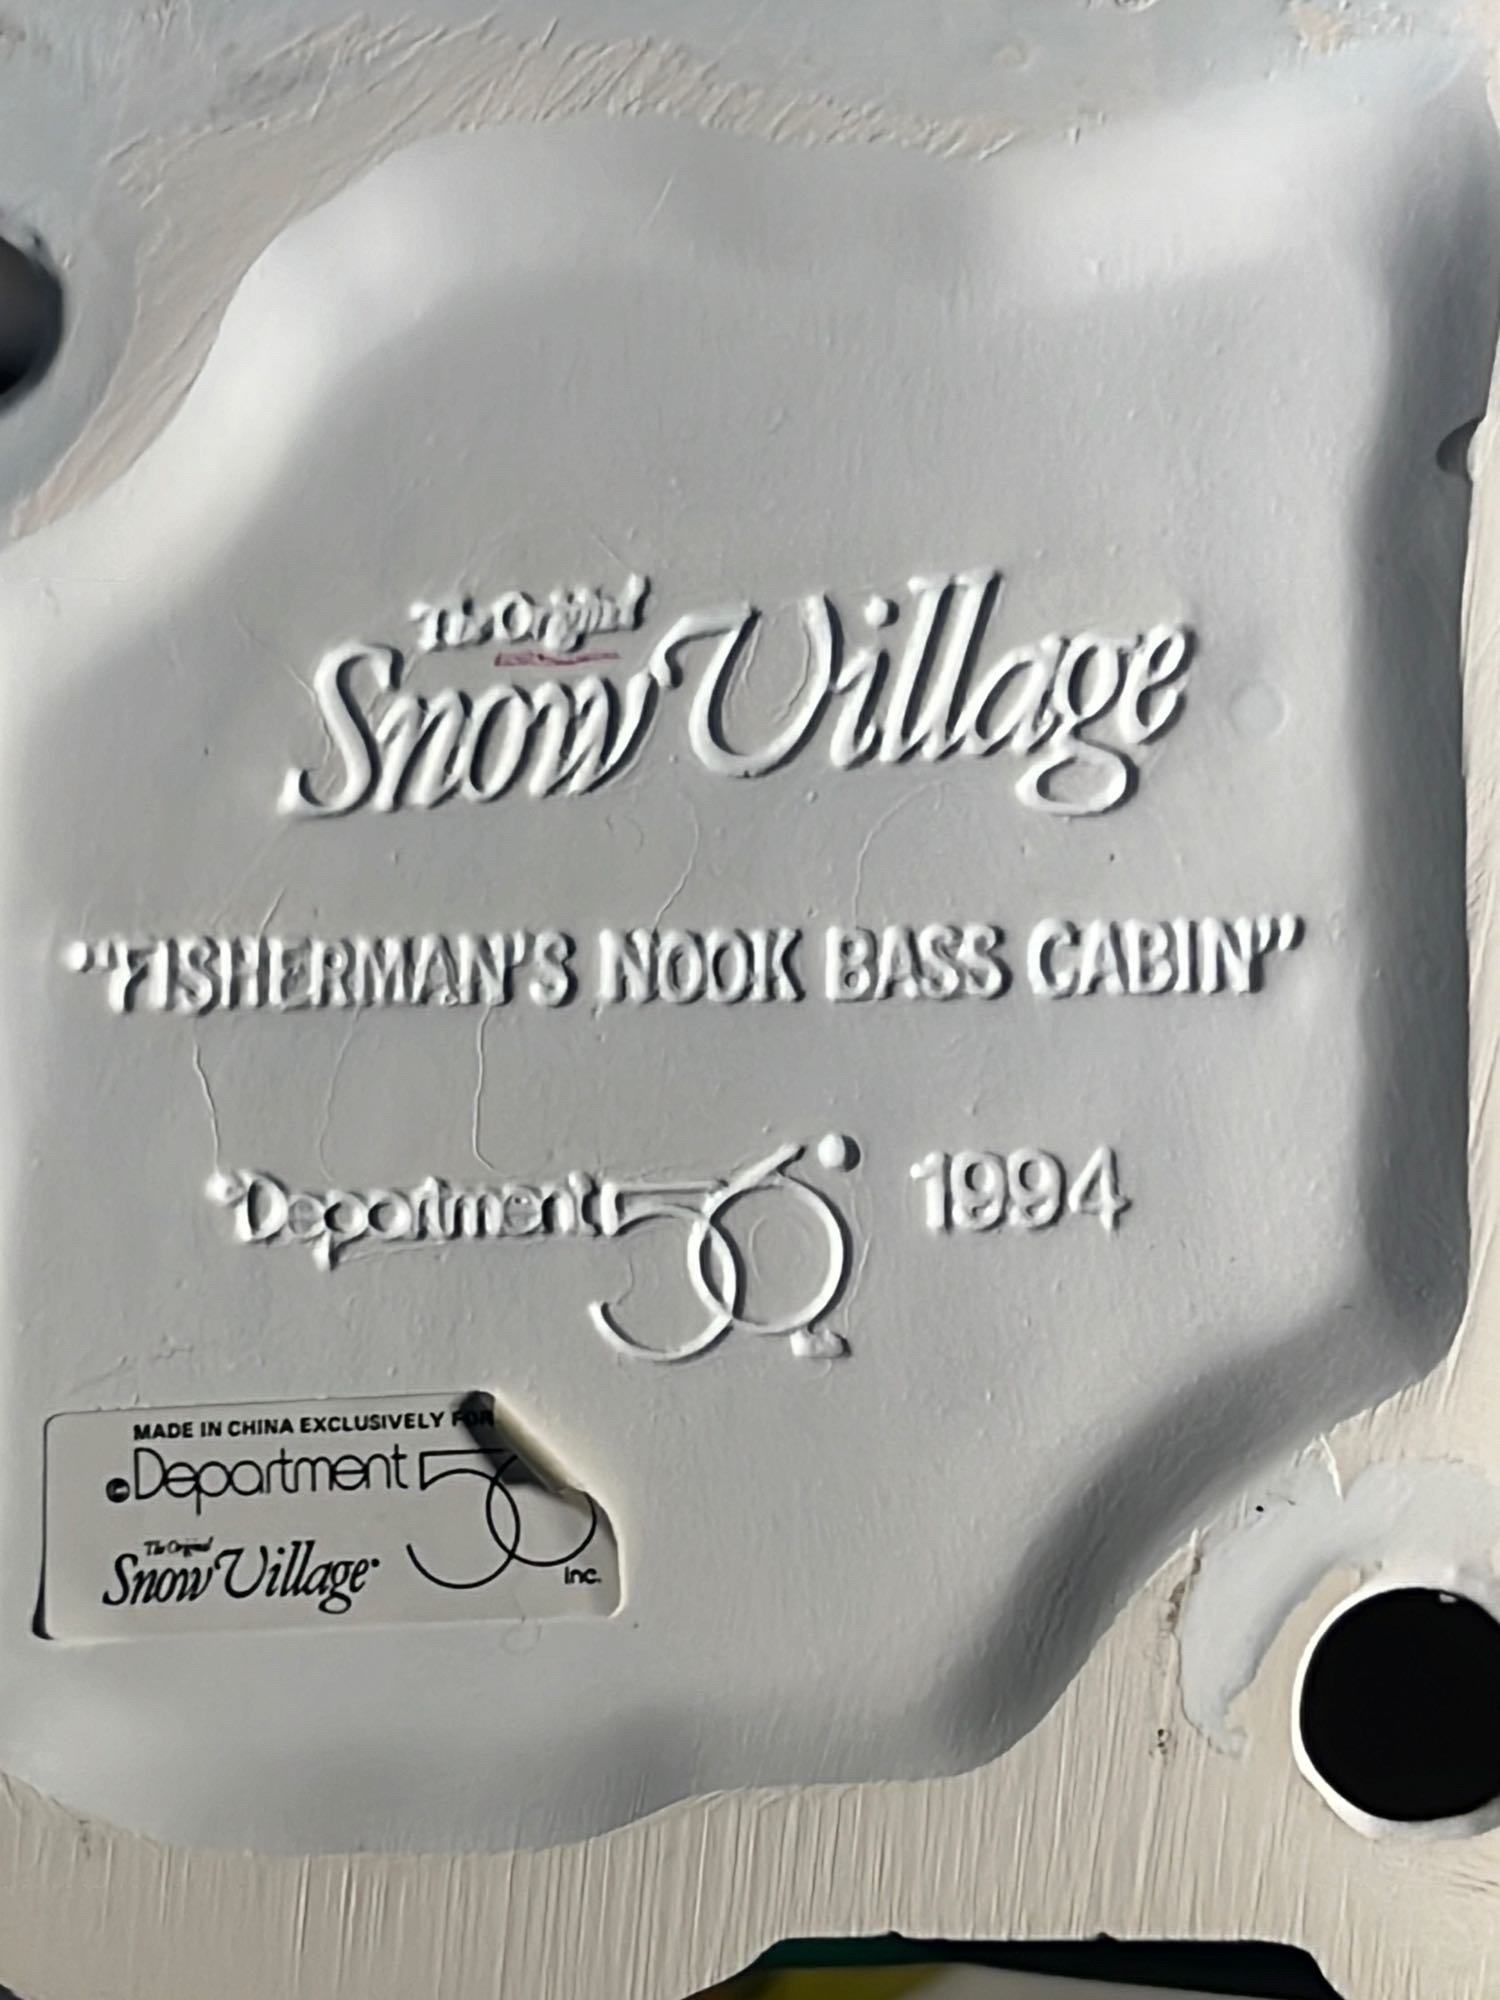 The Original
Snow Village
"FISHERMAN'S NOOK BASS CABIN"
©Department 56® 1994
MADE IN CHINA EXCLUSIVELY FOR
©Department 56
The Original
Snow Village®
Inc.